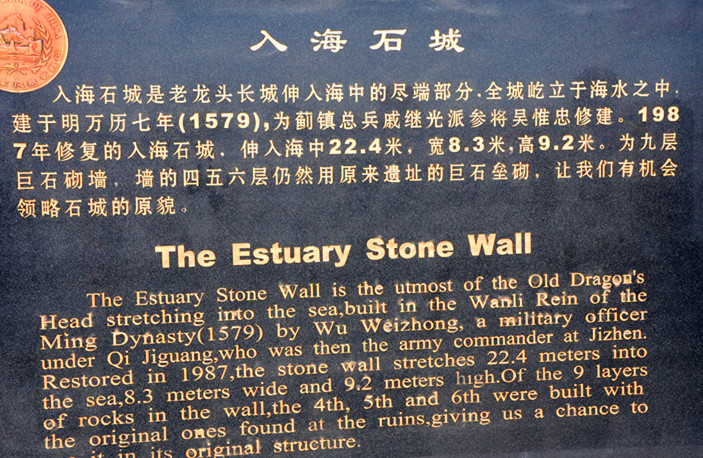 入海石城
入海石城是老龙头长城伸入海中的尽端部分,全城屹立于海水之中,
建于明万历七年(1579),为蓟镇总兵戚继光派参将吴惟忠修建。198
7年修复的入海石城，伸入海中22.4米，宽8.3米,高9.2米。为九层
巨石砌墙，墙的四五六层仍然用原来遗址的巨石垒砌，让我们有机会
领略石城的原貌。
The Estuary Stone Wall
The Estuary Stone Wall is the utmost of the Old Dragon's
Head stretching into the sea,built in the Wanli Rein of the
Ming Dynasty(1579) by Wu Weizhong, a military officer
under Qi Jiguang,who was then the army commander at Jizhen.
Restored in 1987,the stone wall stretches 22.4 meters into
the sea,8.3 meters wide and 9.2 meters high.Of the 9 layers
of rocks in the wall,the 4th, 5th and 6th were built with
the original ones found at the ruins,giving us a chance to
it in its original structure.